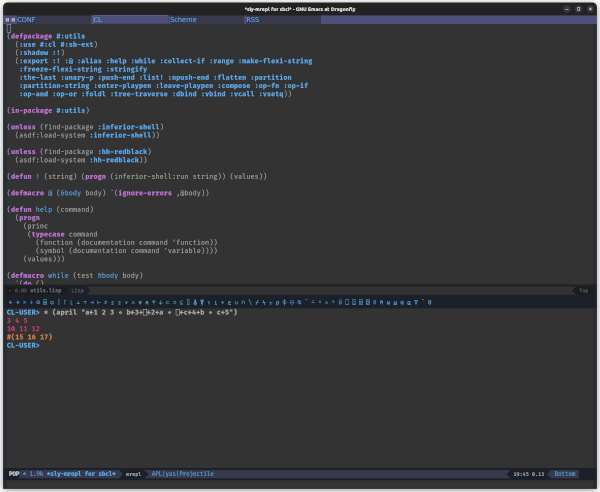 *sly-mrepl for sbcl* - GNU Emacs at Dragonfly
CONF CL Scheme RSS
(defpackage #:utils
(:use #:cl #:sb-ext)
(:shadow :!)
(:export :! :@ :alias :help :while :collect-if :range :make-flexi-string
:freeze-flexi-string :stringify
:the-last :unary-p :push-end :list! :mpush-end :flatten :partition
:partition-string :enter-playpen :leave-playpen :compose :op-fn :op-if
:op-and :op-or :foldl :tree-traverse :dbind :vbind :vcall :vsetq))
(in-package #:utils)
(unless (find-package :inferior-shell)
(asdf:load-system :inferior-shell))
(unless (find-package :hh-redblack)
(asdf:load-system :hh-redblack))
(defun ! (string) (progn (inferior-shell:run string)) (values))
(defmacro @ (&body body) `(ignore-errors ,@body))
(defun help (command)
(progn
(princ
(typecase command
(function (documentation command 'function))
(symbol (documentation command 'variable))))
(values)))
(defmacro while (test &body body)
`(do ()
utils.lisp lisp Top
CL-USER> * (april "a←1 2 3 ⋄ b←3+⎕←2+a ⋄ ⎕←c←4+b ⋄ c+5")
3 4 5
10 11 12
#(15 16 17)
CL-USER>
POP * 1.9k *sly-mrepl for sbcl* mrepl APL|yas|Projectile 19:45 0.13 Bottom